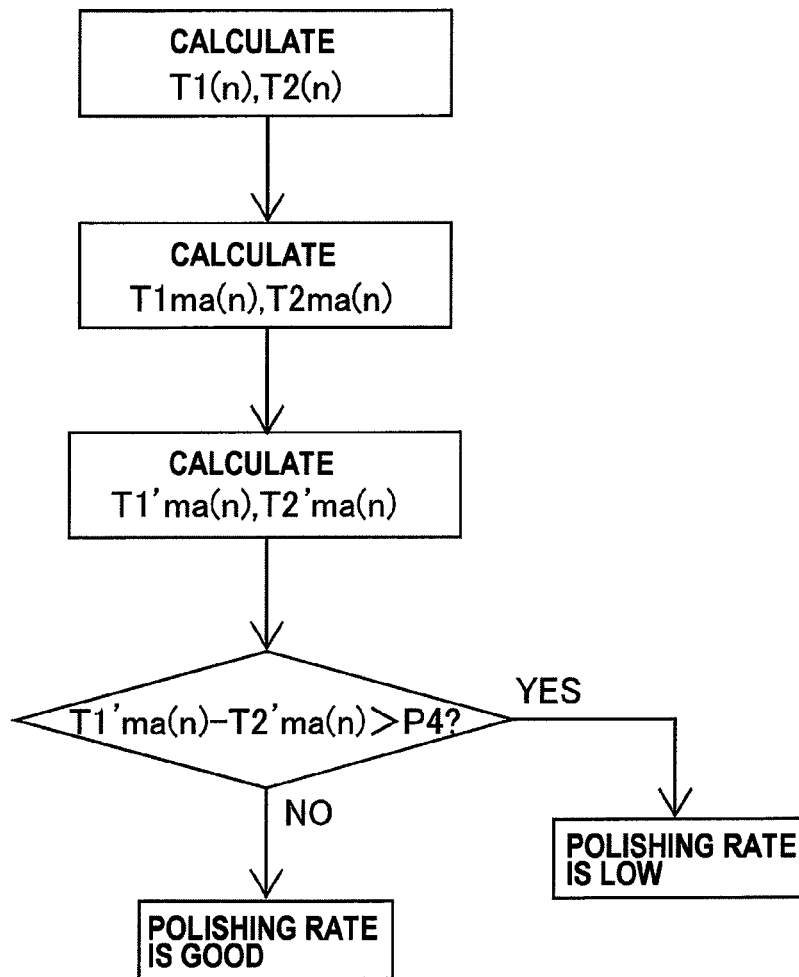 CALCULATE
T1(n),T2(n)
CALCULATE
T1ma(n),T2ma(n)
CALCULATE
T1’ma(n),T2’ma(n)
T1’ma(n)−T2’ma(n)>P4?
YES
NO
POLISHING RATE
IS LOW
POLISHING RATE
IS GOOD